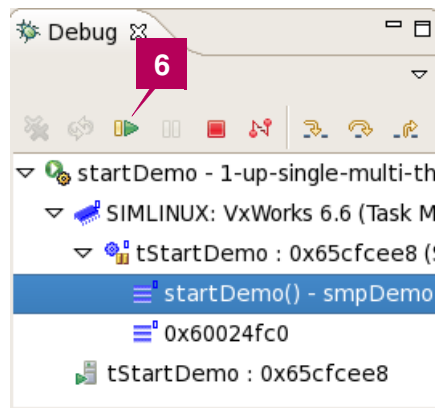 Debug
6
startDemo - 1-up-single-multi-th
SIMLINUX: VxWorks 6.6 (Task M
tStartDemo : 0x65cfcee8 (S
startDemo() - smpDemo
0x60024fc0
tStartDemo : 0x65cfcee8